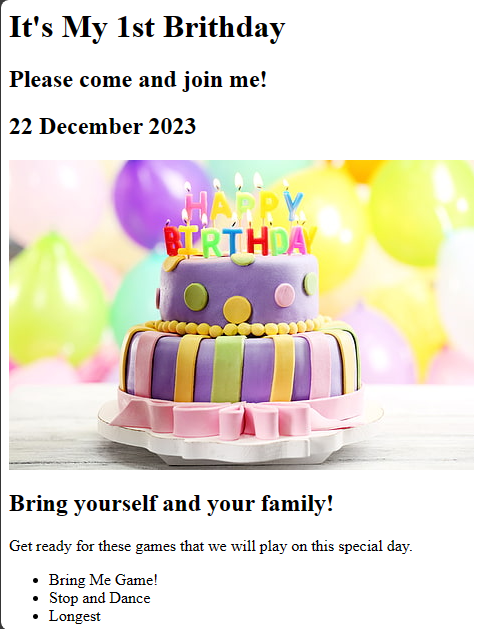 It's My 1st Brithday
Please come and join me!
22 December 2023
HAPPY
BIRTHDAY
Bring yourself and your family!
Get ready for these games that we will play on this special day.
Bring Me Game!
Stop and Dance
Longest